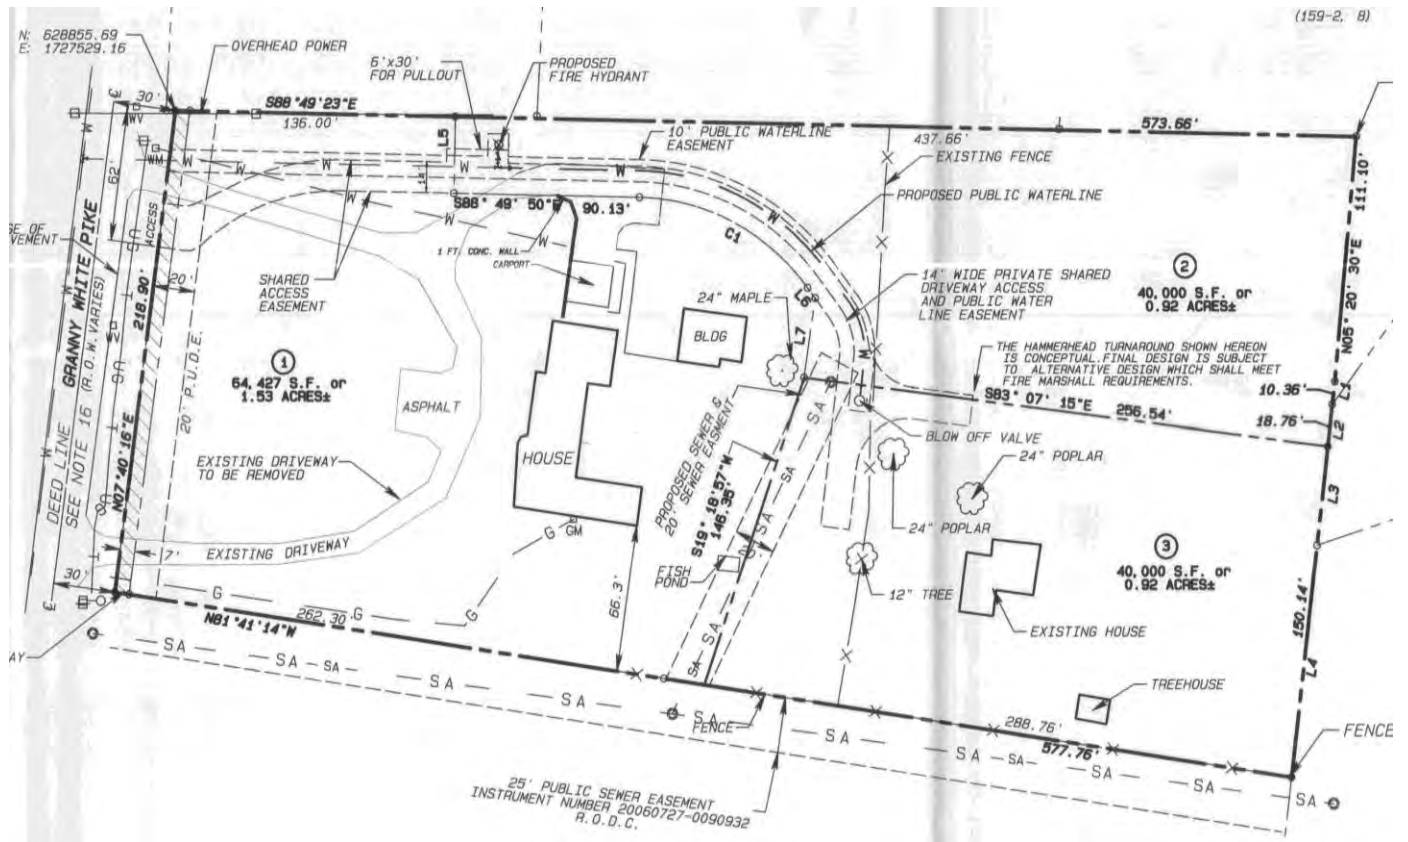 (159-2, 8)
N: 628855.69
E: 1727529.16
OVERHEAD POWER
6'x30'
FOR PULLOUT
PROPOSED
FIRE HYDRANT
30'
S88°49'23"E
136.00'
573.66'
437.66'
10' PUBLIC WATERLINE
EASEMENT
EXISTING FENCE
PROPOSED PUBLIC WATERLINE
WV
WM
L5
14'
62'
ACCESS
GE OF
VEMENT
S88° 49' 50"E
90.13'
C1
1 FT. CONC. WALL
CARPORT
SHARED
ACCESS
EASEMENT
20'
14' WIDE PRIVATE SHARED
DRIVEWAY ACCESS
AND PUBLIC WATER
LINE EASEMENT
24" MAPLE
L6
L7
BLDG
2
40,000 S.F. or
0.92 ACRES±
N05° 20' 30"E
111.10'
THE HAMMERHEAD TURNAROUND SHOWN HEREON
IS CONCEPTUAL.FINAL DESIGN IS SUBJECT
TO ALTERNATIVE DESIGN WHICH SHALL MEET
FIRE MARSHALL REQUIREMENTS.
S83° 07' 15"E
256.54'
10.36'
L1
18.76'
L2
L3
1
64,427 S.F. or
1.53 ACRES±
ASPHALT
GRANNY WHITE PIKE
(R.O.W. VARIES)
DEED LINE
SEE NOTE 16
218.90'
N07°40'16"E
20' P.U.D.E.
EXISTING DRIVEWAY
TO BE REMOVED
HOUSE
GM
PROPOSED SEWER &
20' SEWER EASMENT
S19° 18'57"W
146.35'
BLOW OFF VALVE
24" POPLAR
24" POPLAR
12" TREE
FISH
POND
3
40,000 S.F. or
0.92 ACRES±
EXISTING HOUSE
7'
EXISTING DRIVEWAY
30'
66.3'
150.14'
L4
N81°41'14"W
262.30'
AY
TREEHOUSE
FENCE
FENCE
288.76'
577.76'
25' PUBLIC SEWER EASEMENT
INSTRUMENT NUMBER 20060727-0090932
R.O.D.C.